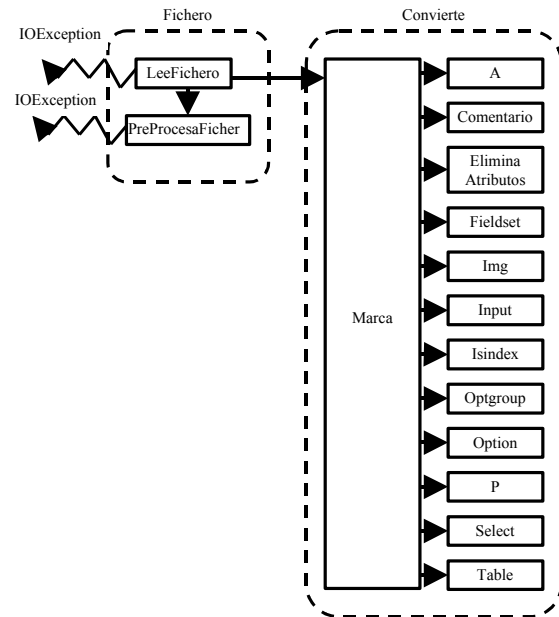 Fichero
Convierte
IOException
LeeFichero
IOException
PreProcesaFicher
Marca
A
Comentario
Elimina
Atributos
Fieldset
Img
Input
Isindex
Optgroup
Option
P
Select
Table